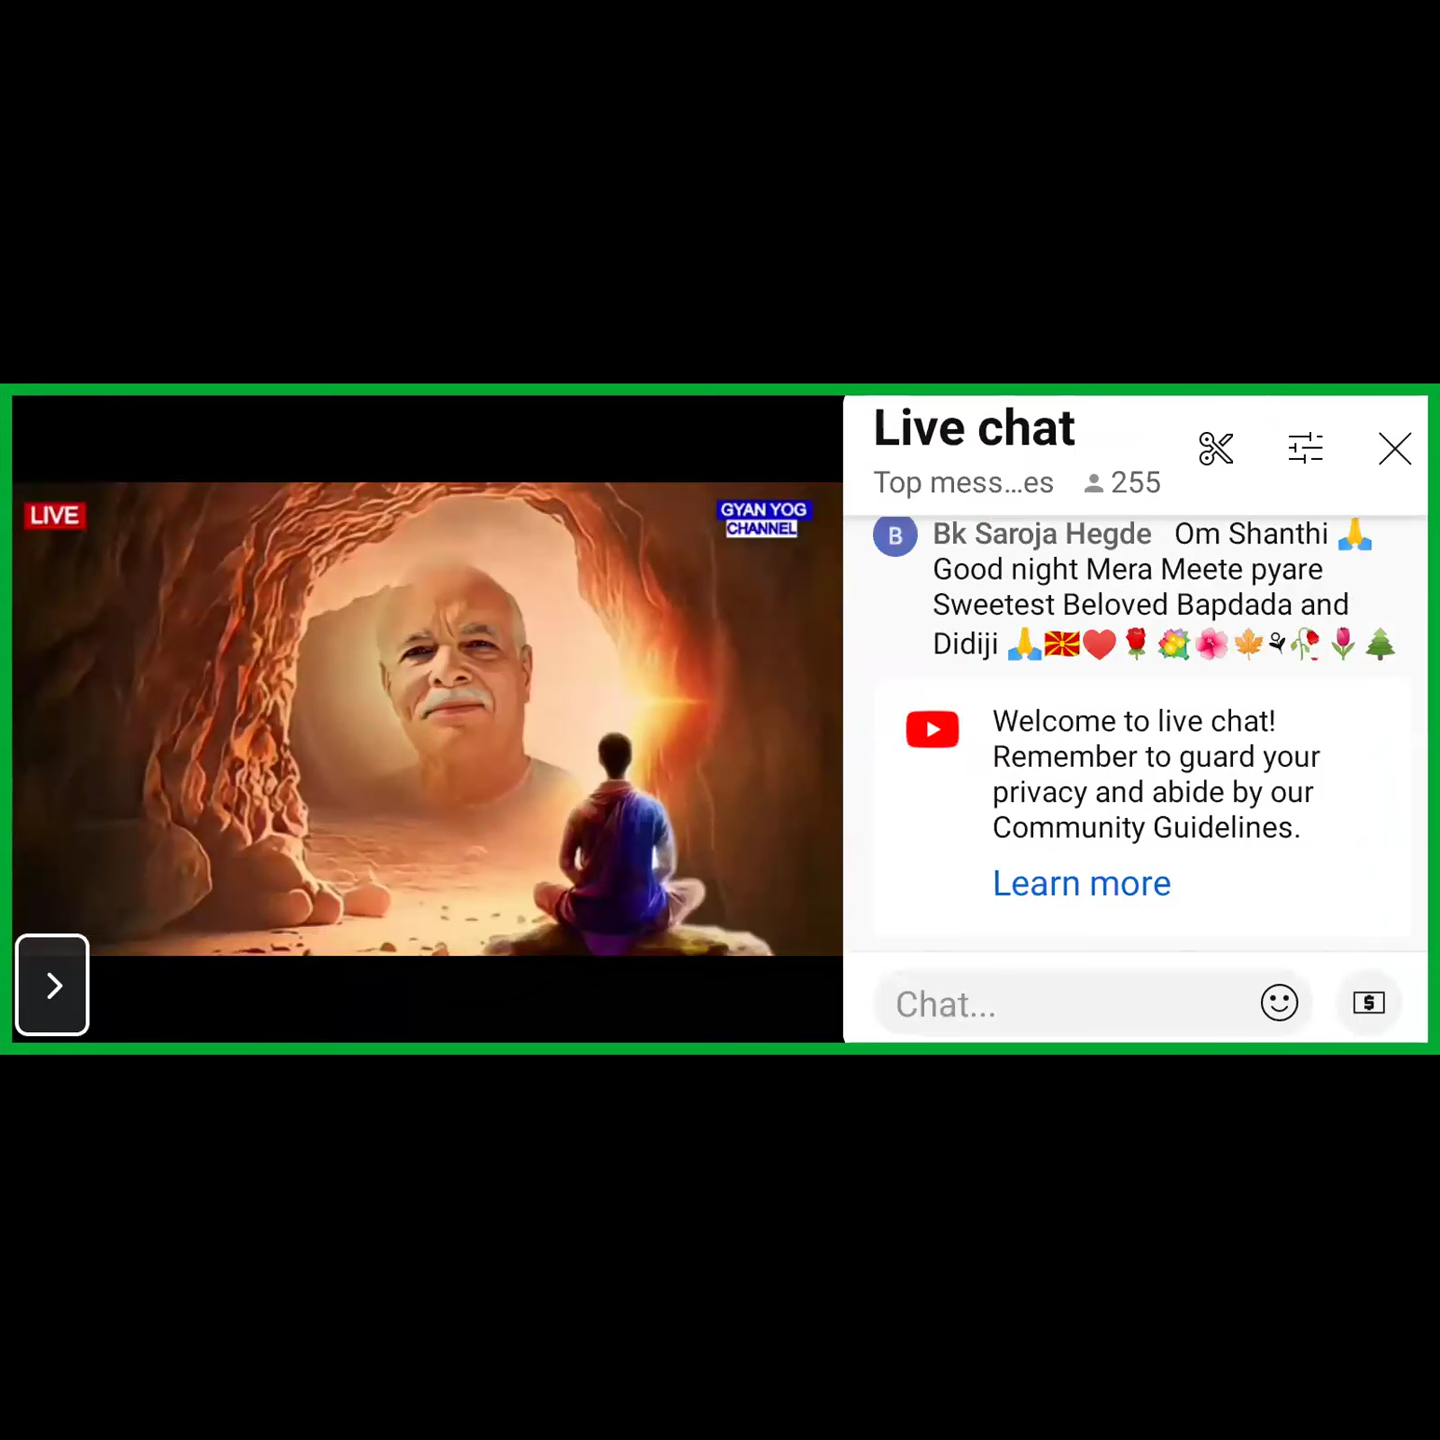 LIVE
GYAN YOG
CHANNEL
Live chat
Top mess...es 255
B Bk Saroja Hegde Om Shanthi 🙏
Good night Mera Meete pyare
Sweetest Beloved Bapdada and
Didiji 🙏🇲🇰❤️🌹💐🌺🍁🥀🌷🌲
Welcome to live chat!
Remember to guard your
privacy and abide by our
Community Guidelines.
Learn more
Chat...